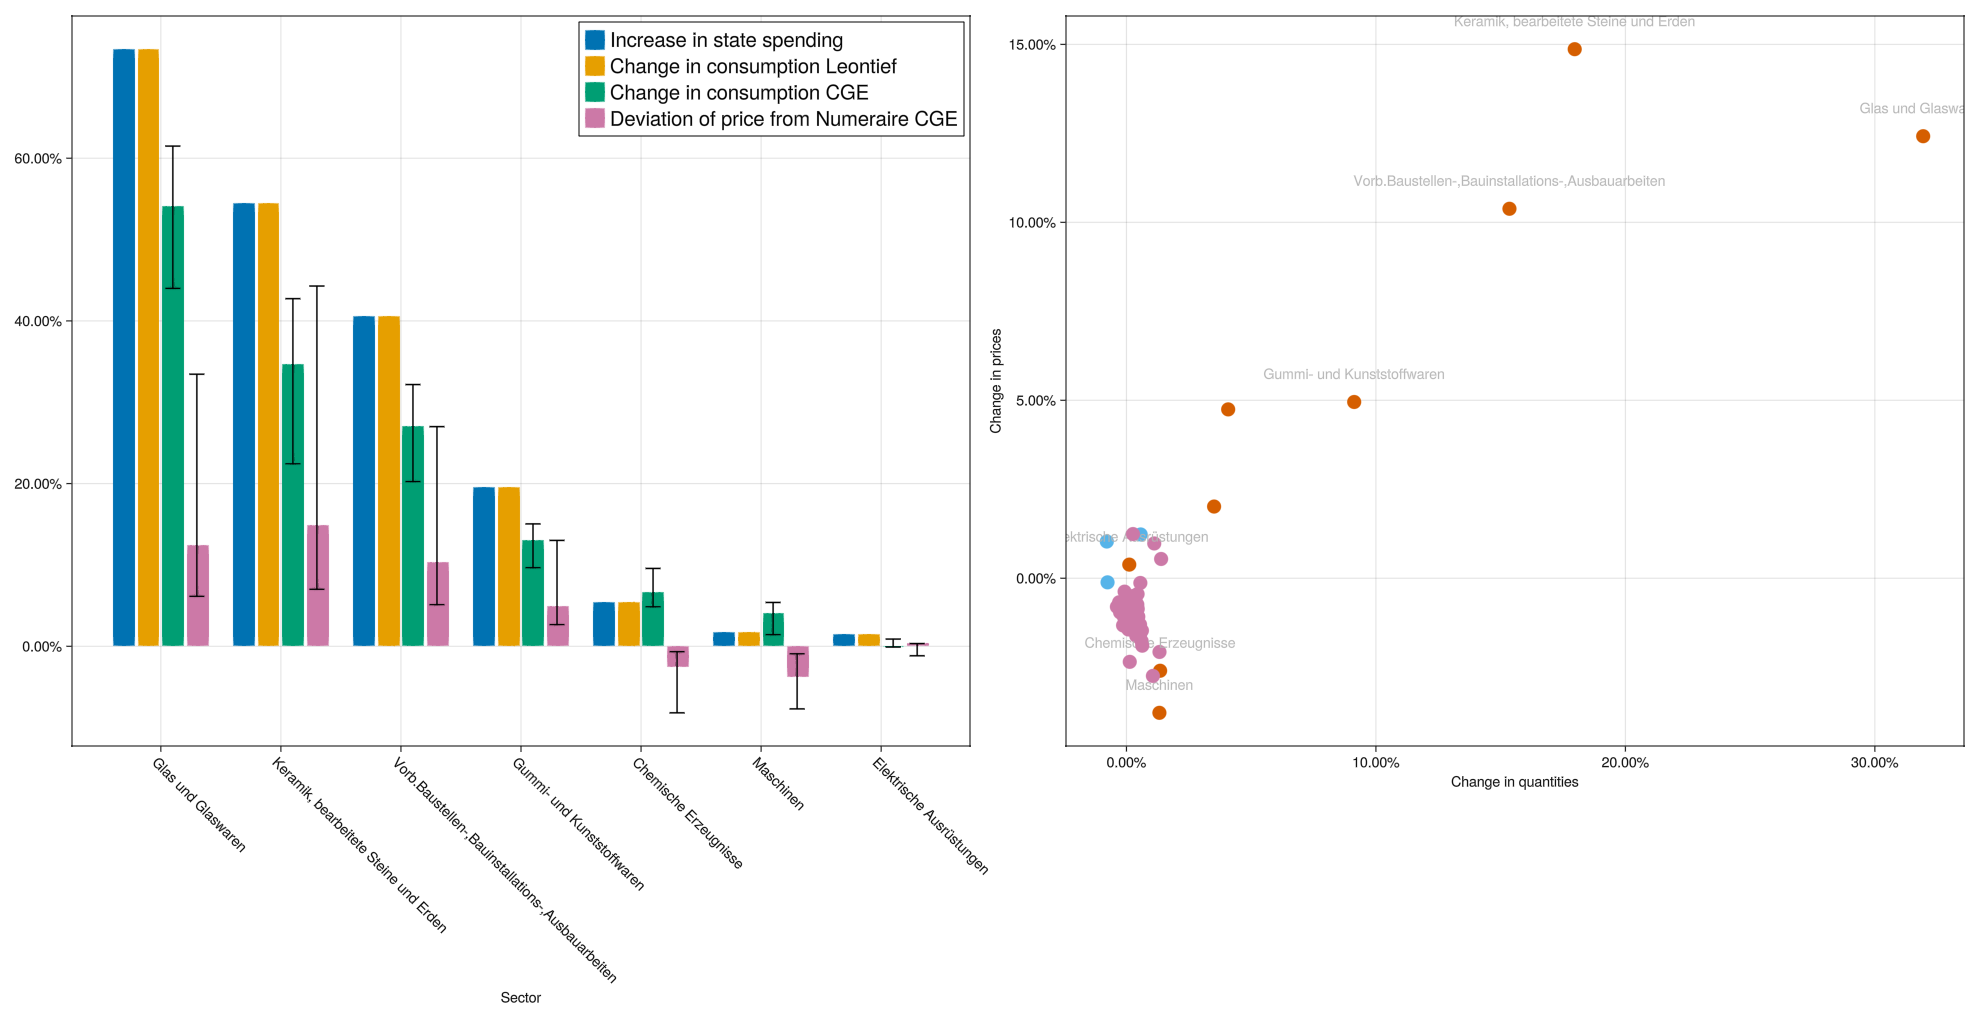 Increase in state spending
Change in consumption Leontief
Change in consumption CGE
Deviation of price from Numeraire CGE
60.00%
40.00%
20.00%
0.00%
Glas und Glaswaren
Keramik, bearbeitete Steine und Erden
Vorb.Baustellen-,Bauinstallations-,Ausbauarbeiten
Gummi- und Kunststoffwaren
Chemische Erzeugnisse
Maschinen
Elektrische Ausrüstungen
Sector
Keramik, bearbeitete Steine und Erden
15.00%
Glas und Glaswa
Vorb.Baustellen-,Bauinstallations-,Ausbauarbeiten
10.00%
Gummi- und Kunststoffwaren
5.00%
ektrische Ausrüstungen
0.00%
Chemische Erzeugnisse
Maschinen
Change in prices
0.00%
10.00%
20.00%
30.00%
Change in quantities